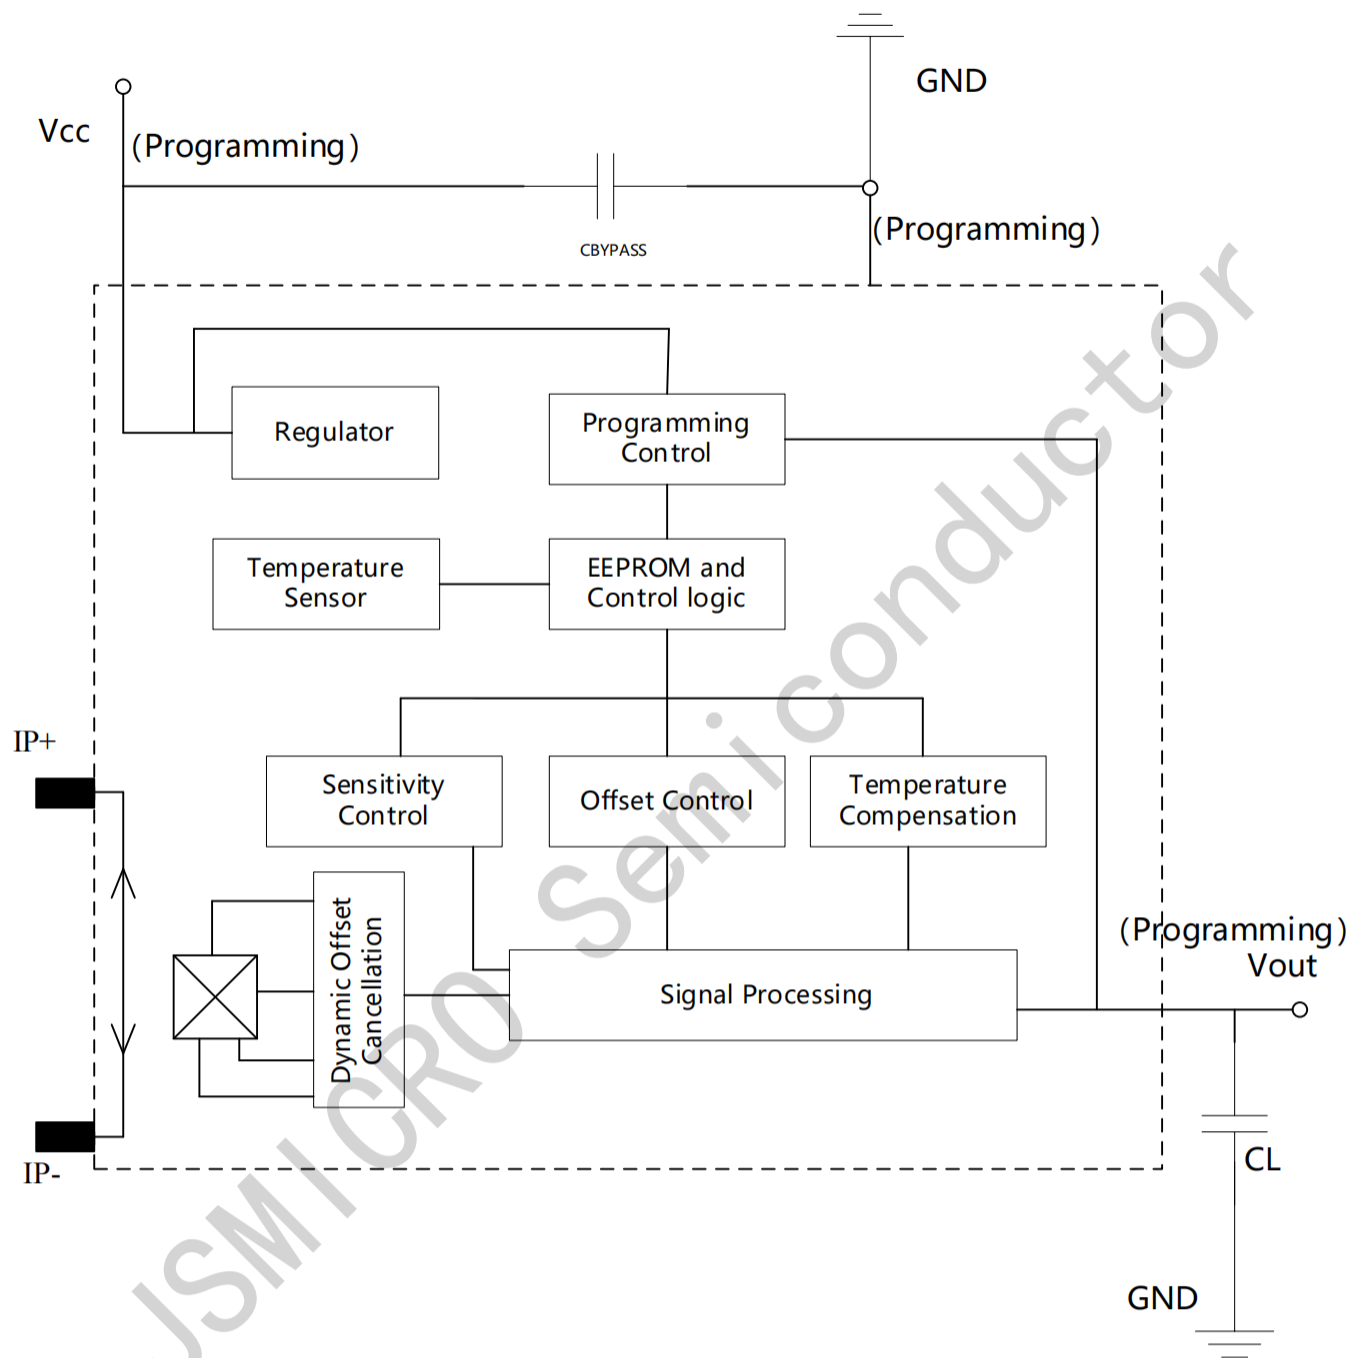 GND
Vcc
(Programming)
CBYPASS
(Programming)
Regulator
Programming
Control
Temperature
Sensor
EEPROM and
Control logic
IP+
Sensitivity
Control
Offset Control
Temperature
Compensation
Dynamic Offset
Cancellation
Signal Processing
(Programming)
Vout
IP-
CL
GND
JSMICRO Semiconductor